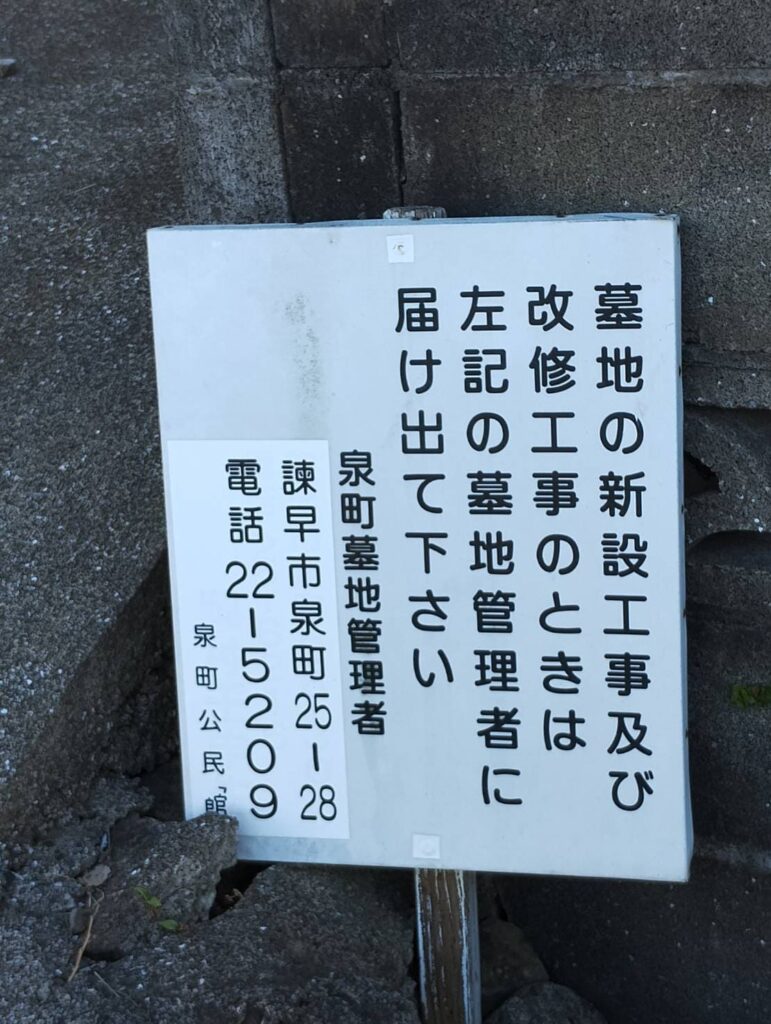 墓地の新設工事及び
改修工事のときは
左記の墓地管理者に
届け出て下さい
泉町墓地管理者
諫早市泉町25-28
電話22-5209
泉町公民館